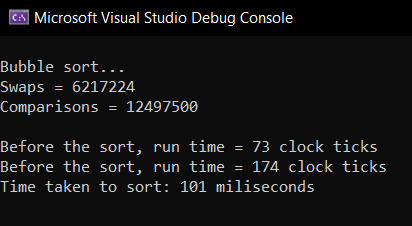 Microsoft Visual Studio Debug Console
Bubble sort...
Swaps = 6217224
Comparisons = 12497500
Before the sort, run time = 73 clock ticks
Before the sort, run time = 174 clock ticks
Time taken to sort: 101 miliseconds